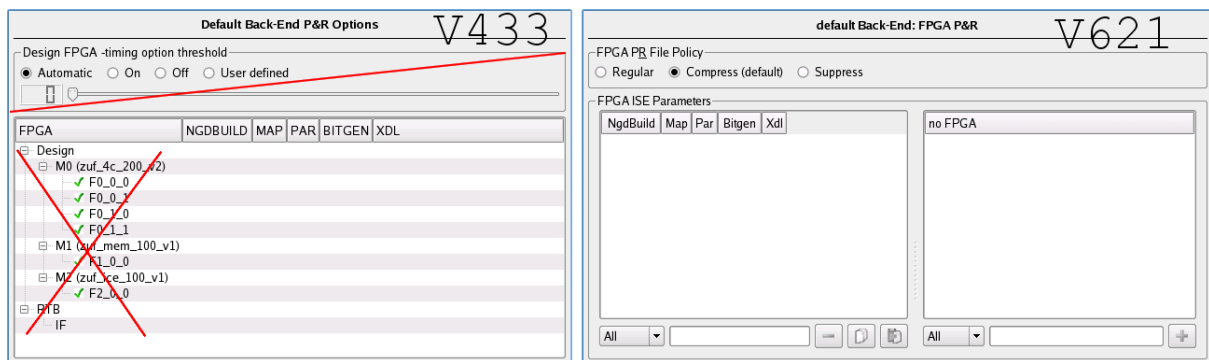 Default Back-End P&R Options
V433
Design FPGA -timing option threshold
Automatic On Off User defined
0
FPGA NGDBUILD MAP PAR BITGEN XDL
Design
M0 (zuf_4c_200_v2)
F0_0_0
F0_0_1
F0_1_0
F0_1_1
M1 (zuf_mem_100_v1)
F1_0_0
M2 (zuf_ice_100_v1)
F2_0_0
RTB
IF
default Back-End: FPGA P&R
V621
FPGA PR File Policy
Regular Compress (default) Suppress
FPGA ISE Parameters
NgdBuild Map Par Bitgen Xdl
no FPGA
All
All